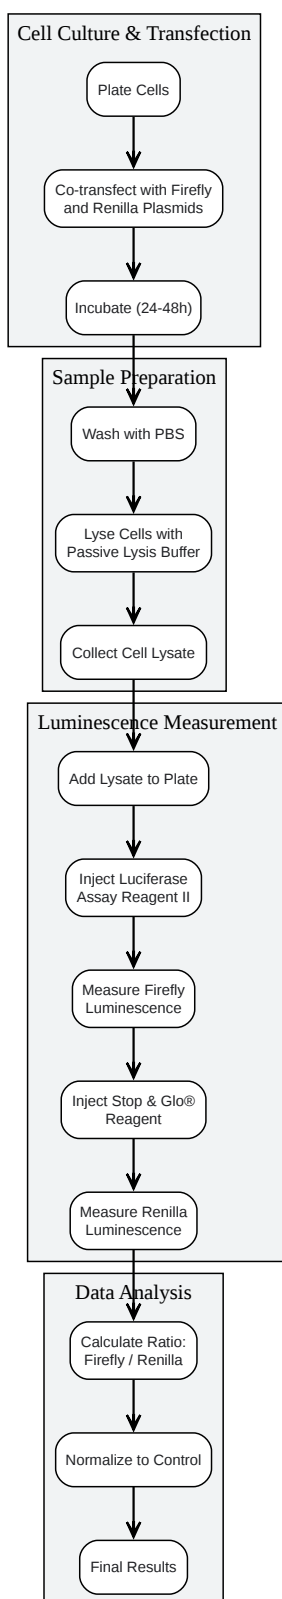 Cell Culture & Transfection
Plate Cells
Co-transfect with Firefly
and Renilla Plasmids
Incubate (24-48h)
Sample Preparation
Wash with PBS
Lyse Cells with
Passive Lysis Buffer
Collect Cell Lysate
Luminescence Measurement
Add Lysate to Plate
Inject Luciferase
Assay Reagent II
Measure Firefly
Luminescence
Inject Stop & Glo®
Reagent
Measure Renilla
Luminescence
Data Analysis
Calculate Ratio:
Firefly / Renilla
Normalize to Control
Final Results